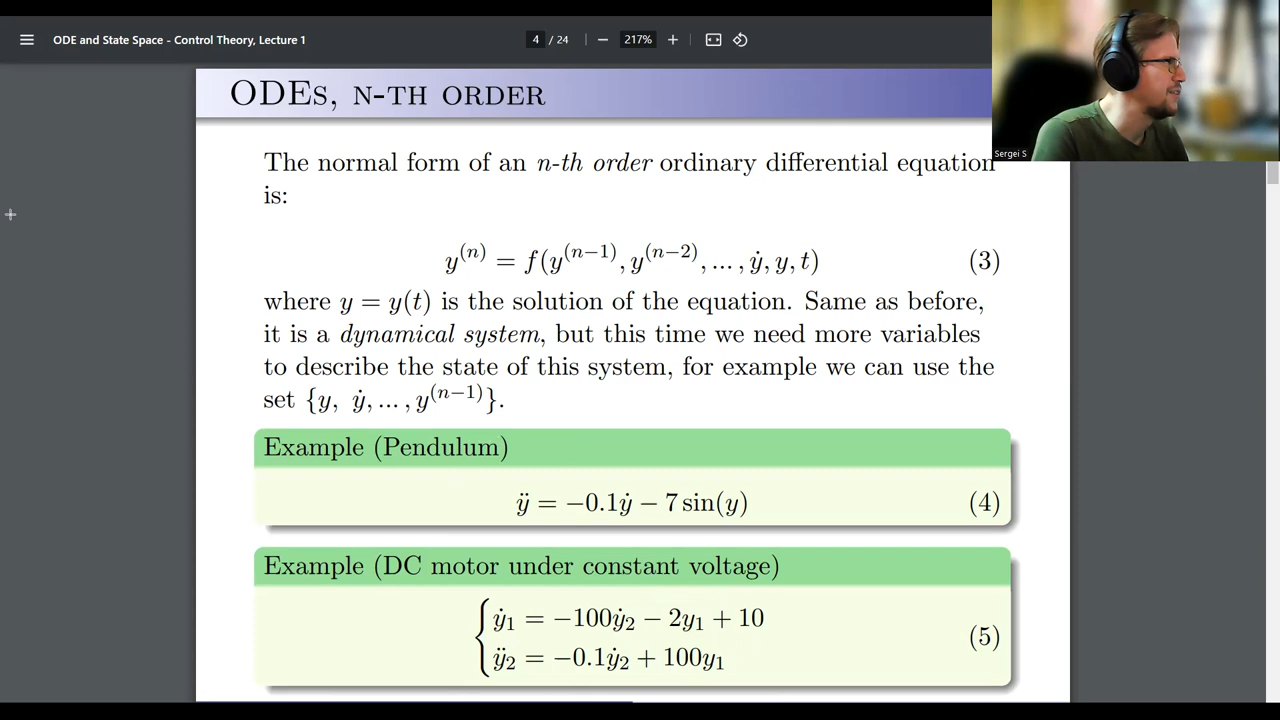 ODE and State Space - Control Theory, Lecture 1
4 / 24
217%
Sergei S
ODEs, n-th order
The normal form of an n-th order ordinary differential equation
is:
y^(n) = f(y^(n−1), y^(n−2), ... , ẏ, y, t) (3)
where y = y(t) is the solution of the equation. Same as before,
it is a dynamical system, but this time we need more variables
to describe the state of this system, for example we can use the
set {y, ẏ, ... , y^(n−1)}.
Example (Pendulum)
ÿ = −0.1ẏ − 7 sin(y) (4)
Example (DC motor under constant voltage)
ẏ₁ = −100ẏ₂ − 2y₁ + 10
ÿ₂ = −0.1ẏ₂ + 100y₁
(5)